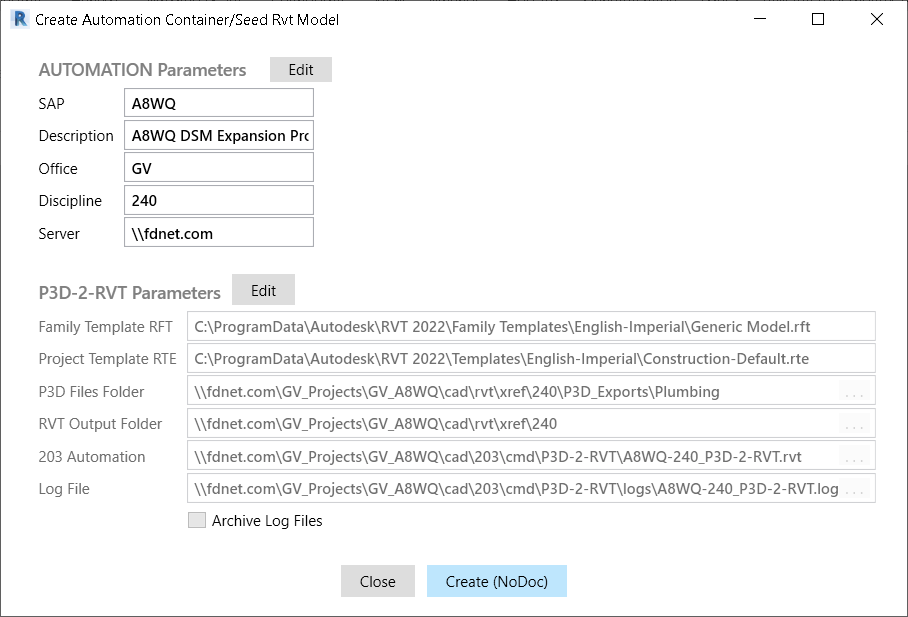 R Create Automation Container/Seed Rvt Model
AUTOMATION Parameters Edit
SAP A8WQ
Description A8WQ DSM Expansion Pro
Office GV
Discipline 240
Server \\fdnet.com
P3D-2-RVT Parameters Edit
Family Template RFT C:\ProgramData\Autodesk\RVT 2022\Family Templates\English-Imperial\Generic Model.rft
Project Template RTE C:\ProgramData\Autodesk\RVT 2022\Templates\English-Imperial\Construction-Default.rte
P3D Files Folder \\fdnet.com\GV_Projects\GV_A8WQ\cad\rvt\xref\240\P3D_Exports\Plumbing ...
RVT Output Folder \\fdnet.com\GV_Projects\GV_A8WQ\cad\rvt\xref\240 ...
203 Automation \\fdnet.com\GV_Projects\GV_A8WQ\cad\203\cmd\P3D-2-RVT\A8WQ-240_P3D-2-RVT.rvt ...
Log File \\fdnet.com\GV_Projects\GV_A8WQ\cad\203\cmd\P3D-2-RVT\logs\A8WQ-240_P3D-2-RVT.log ...
Archive Log Files
Close Create (NoDoc)